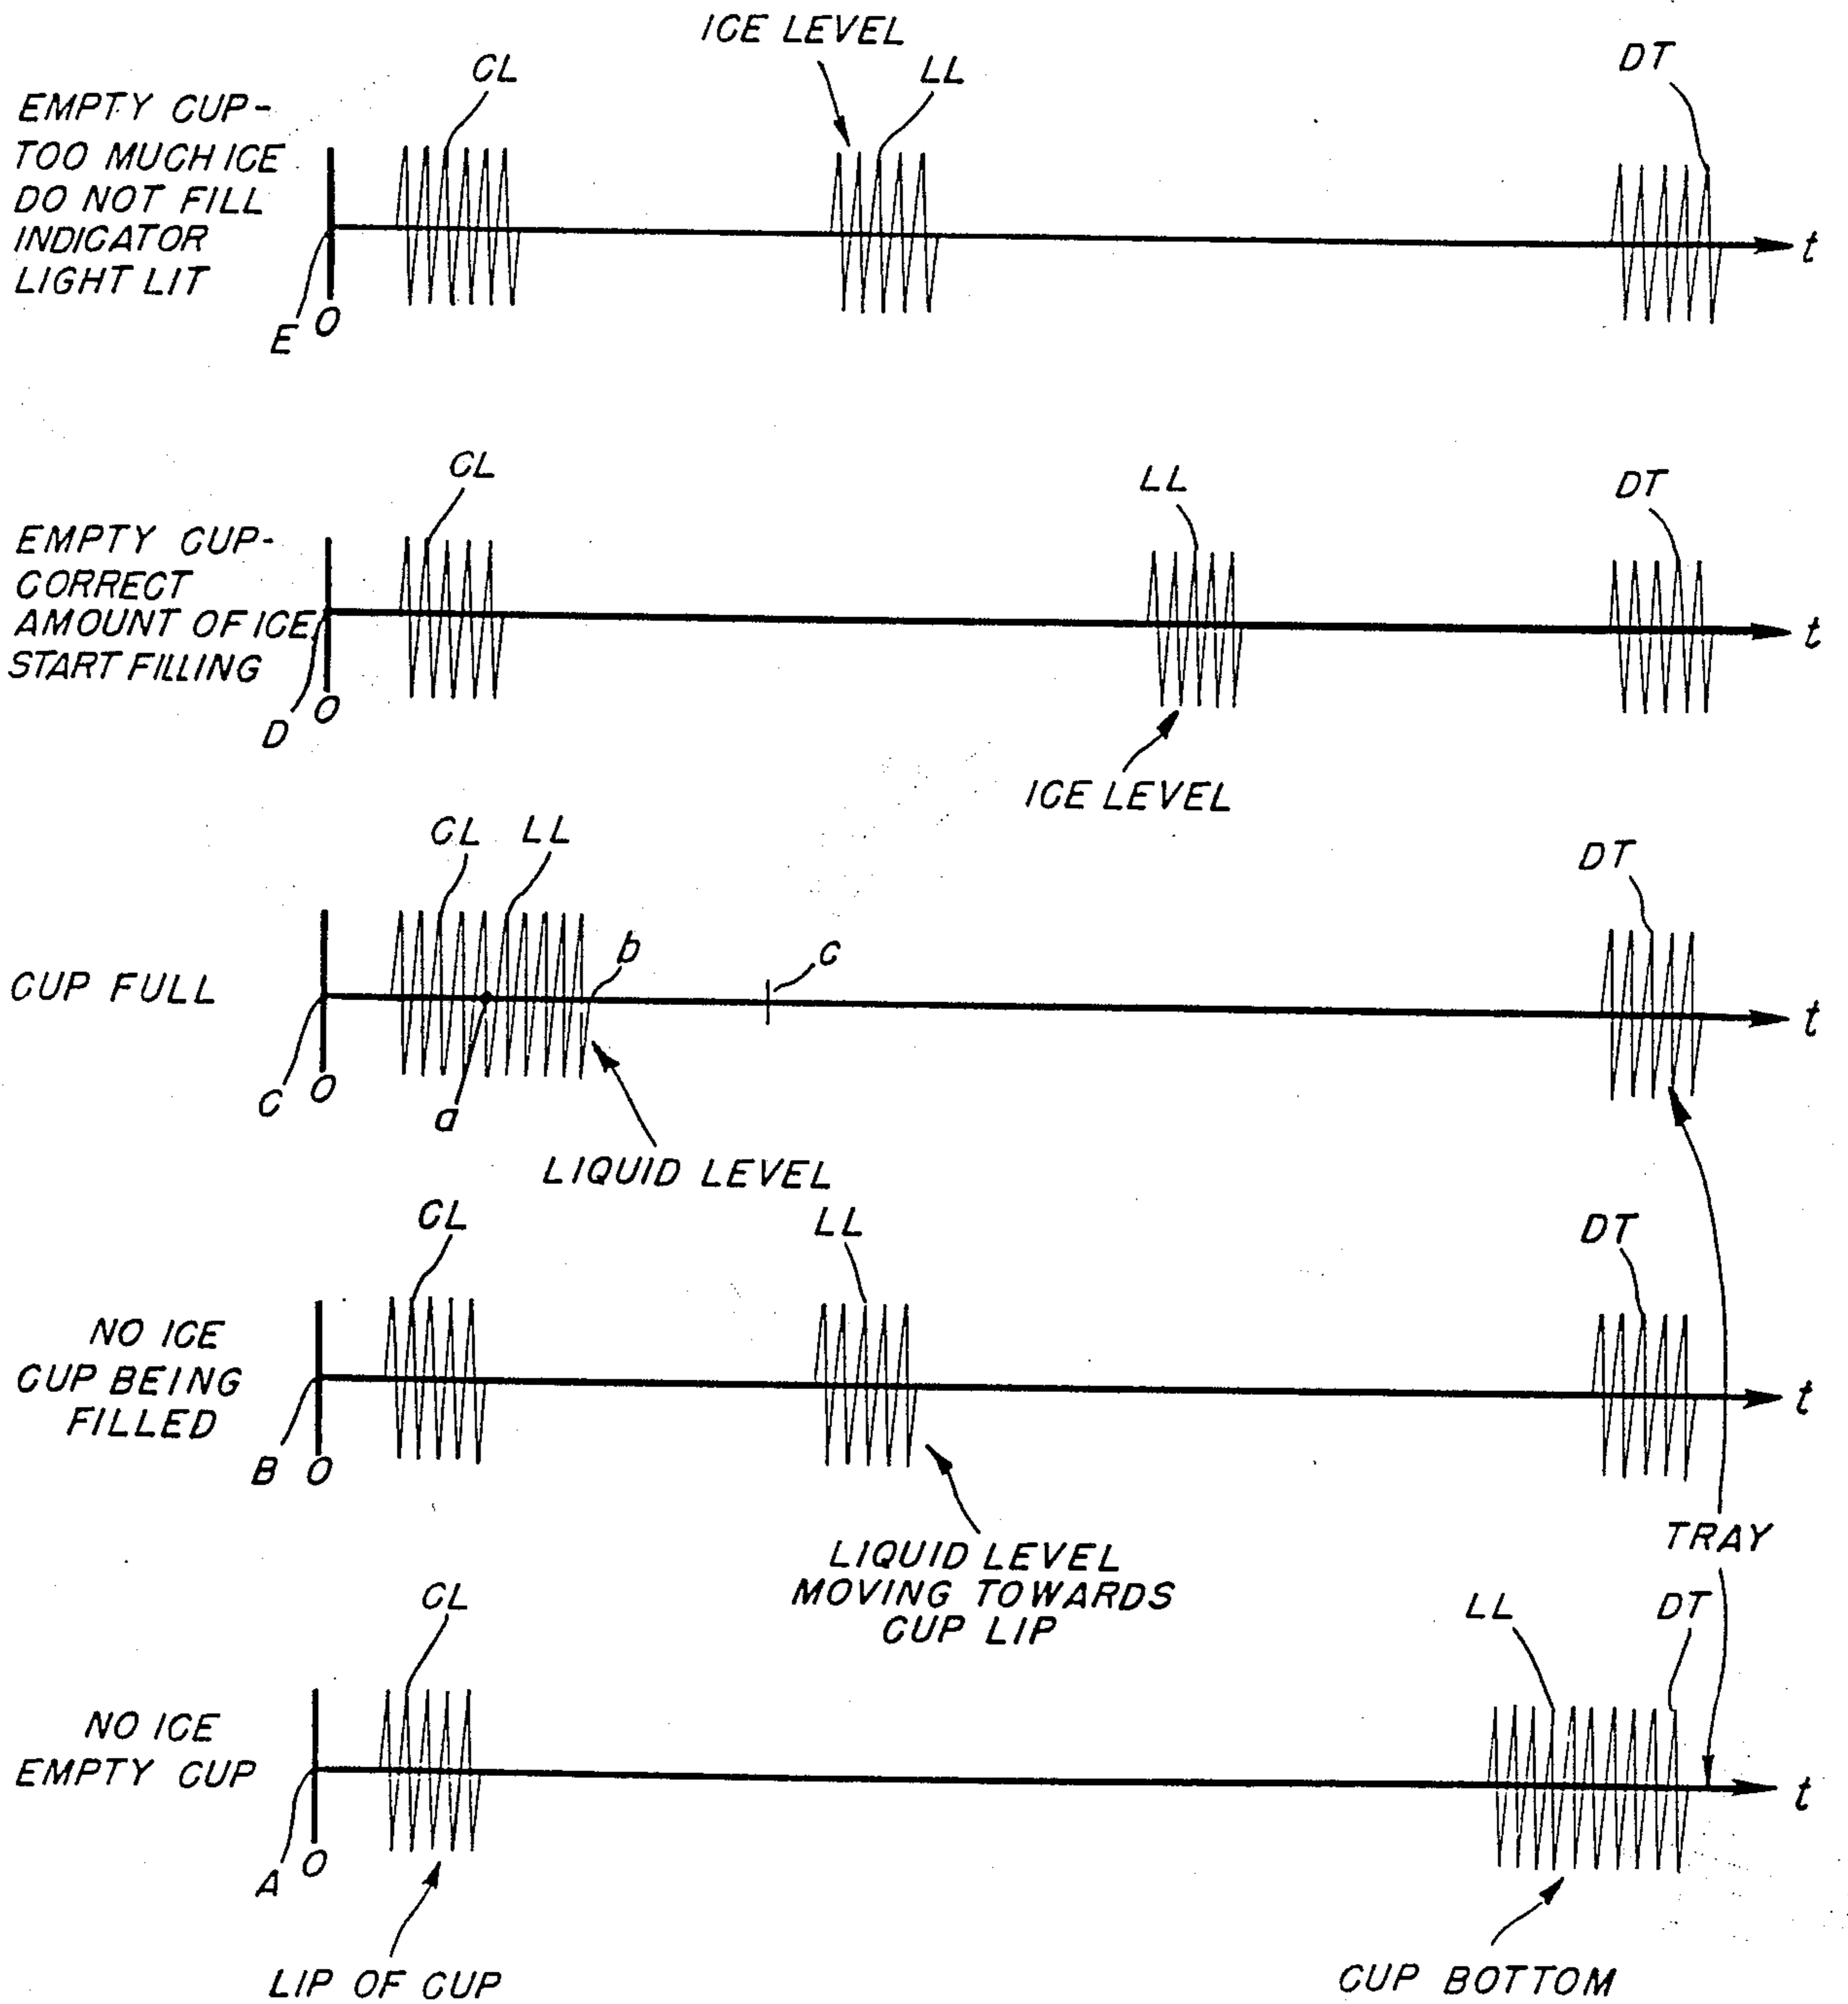 ICE LEVEL
CL
LL
DT
EMPTY CUP-
TOO MUCH ICE
DO NOT FILL
INDICATOR
LIGHT LIT
t
E
O
CL
LL
DT
EMPTY CUP-
CORRECT
AMOUNT OF ICE
START FILLING
t
D
O
ICE LEVEL
CL
LL
DT
b
c
CUP FULL
t
C
O
a
LIQUID LEVEL
CL
LL
DT
NO ICE
CUP BEING
FILLED
t
B
O
TRAY
LIQUID LEVEL
MOVING TOWARDS
CUP LIP
CL
LL
DT
NO ICE
EMPTY CUP
t
A
O
LIP OF CUP
CUP BOTTOM